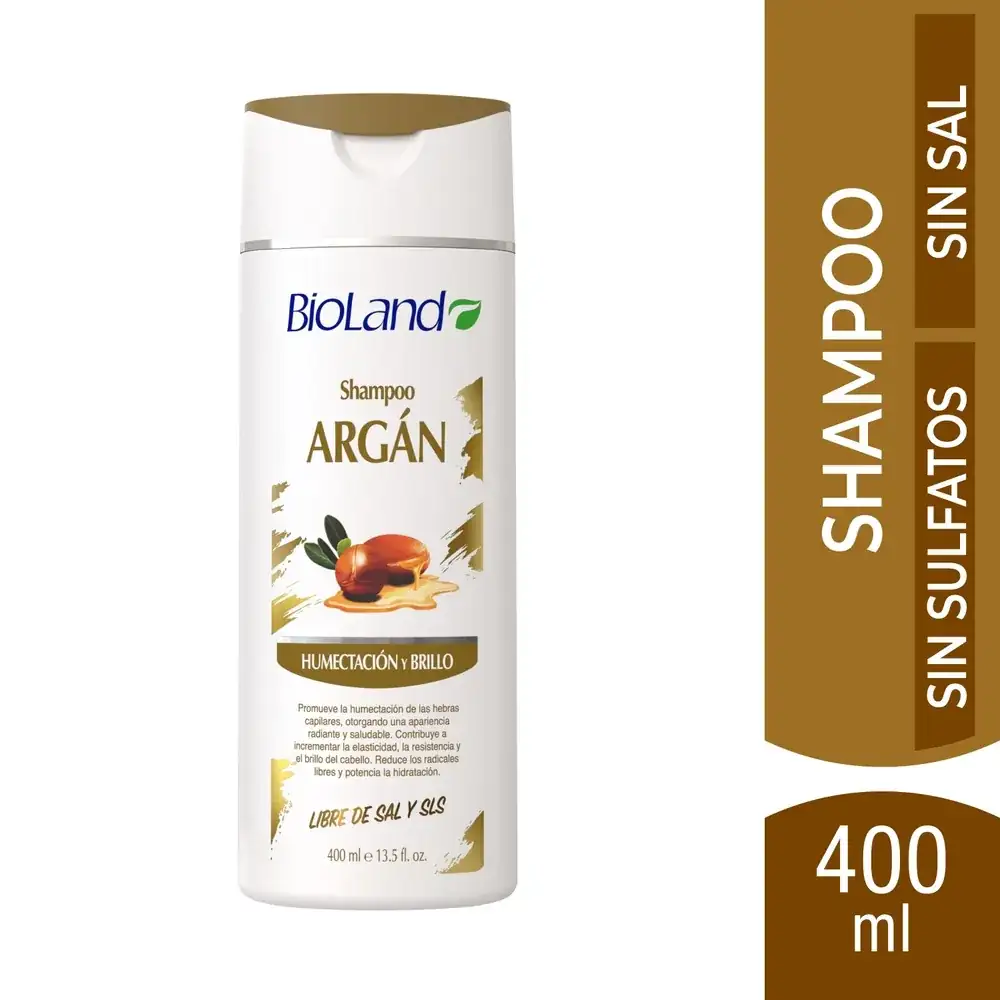 BioLand
Shampoo
ARGÁN
HUMECTACIÓN Y BRILLO
Promueve la humectación de las hebras
capilares, otorgando una apariencia
radiante y saludable. Contribuye a
incrementar la elasticidad, la resistencia y
el brillo del cabello. Reduce los radicales
libres y potencia la hidratación.
LIBRE DE SAL Y SLS
400 ml e 13.5 fl. oz.
SHAMPOO
SIN SULFATOS
SIN SAL
400
ml